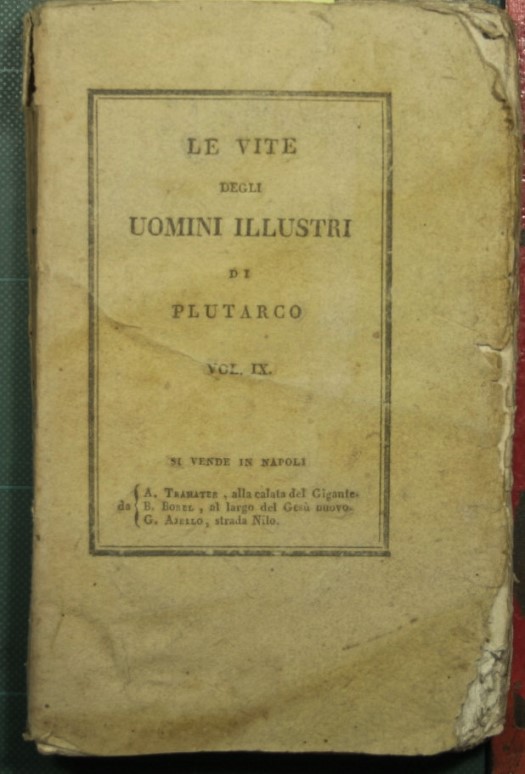 LE VITE
DEGLI
UOMINI ILLUSTRI
DI
PLUTARCO
VOL. IX.
SI VENDE IN NAPOLI
A. TRAMATER, alla calata del Gigante.
da B. BOREL, al largo del Gesù nuovo.
G. AJELLO, strada Nilo.